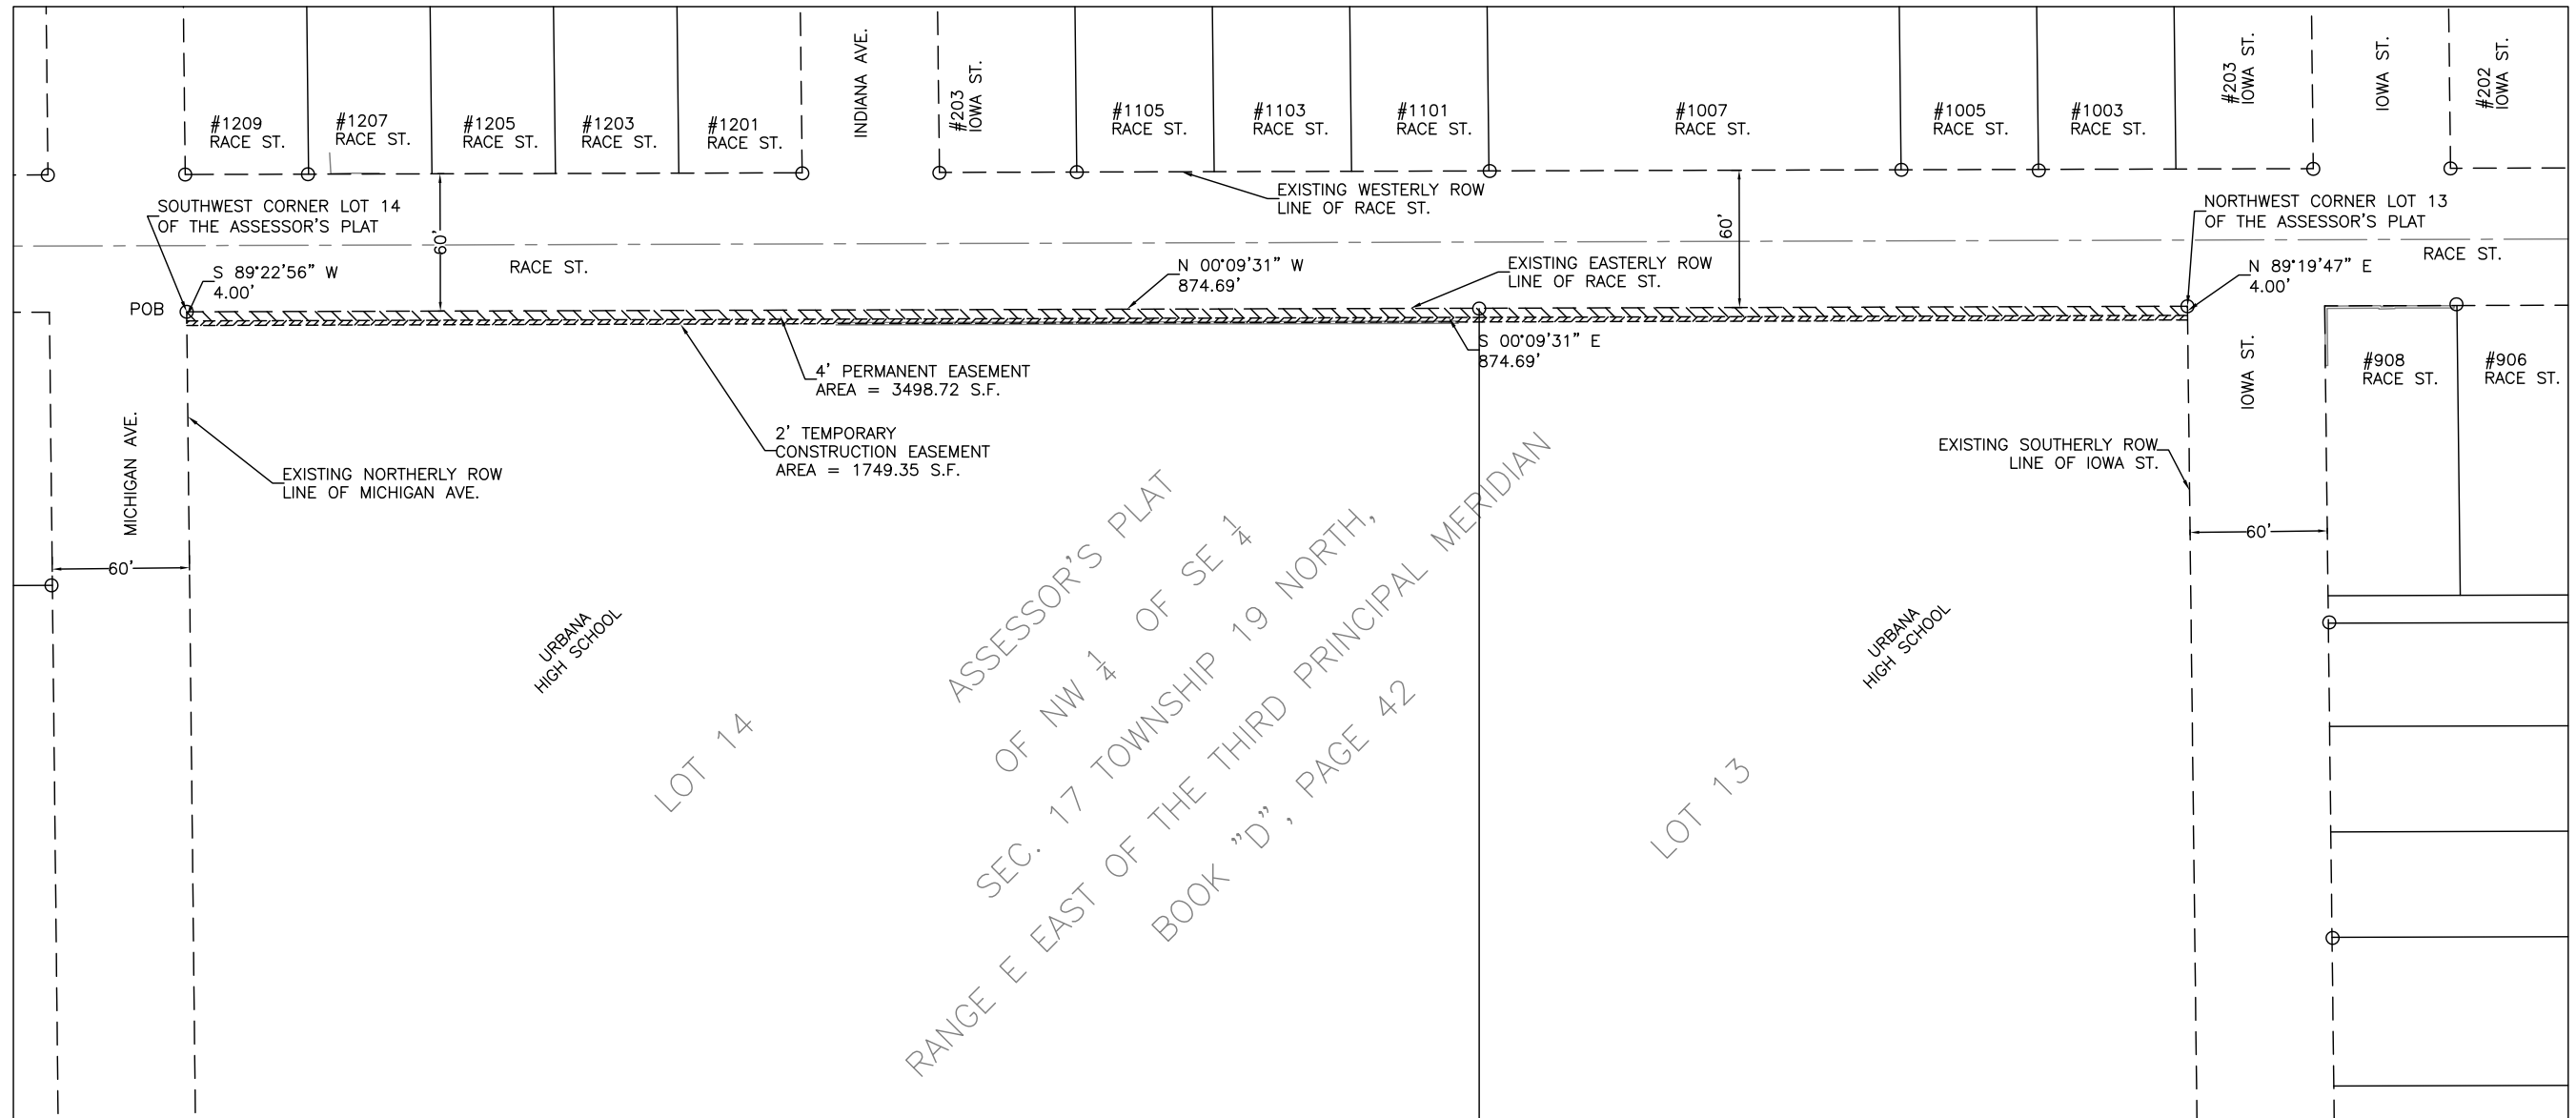 #1209
RACE ST.
#1207
RACE ST.
#1205
RACE ST.
#1203
RACE ST.
#1201
RACE ST.
INDIANA AVE.
#203
IOWA ST.
#1105
RACE ST.
#1103
RACE ST.
#1101
RACE ST.
#1007
RACE ST.
#1005
RACE ST.
#1003
RACE ST.
#203
IOWA ST.
IOWA ST.
#202
IOWA ST.
SOUTHWEST CORNER LOT 14
OF THE ASSESSOR'S PLAT
60'
EXISTING WESTERLY ROW
LINE OF RACE ST.
60'
NORTHWEST CORNER LOT 13
OF THE ASSESSOR'S PLAT
RACE ST.
RACE ST.
POB
S 89°22'56" W
4.00'
N 00°09'31" W
874.69'
EXISTING EASTERLY ROW
LINE OF RACE ST.
N 89°19'47" E
4.00'
S 00°09'31" E
874.69'
4' PERMANENT EASEMENT
AREA = 3498.72 S.F.
2' TEMPORARY
CONSTRUCTION EASEMENT
AREA = 1749.35 S.F.
MICHIGAN AVE.
EXISTING NORTHERLY ROW
LINE OF MICHIGAN AVE.
60'
IOWA ST.
#908
RACE ST.
#906
RACE ST.
EXISTING SOUTHERLY ROW
LINE OF IOWA ST.
60'
URBANA
HIGH SCHOOL
LOT 14
ASSESSOR'S PLAT
OF NW 1/4 OF SE 1/4
SEC. 17 TOWNSHIP 19 NORTH,
RANGE E EAST OF THE THIRD PRINCIPAL MERIDIAN
BOOK "D", PAGE 42
URBANA
HIGH SCHOOL
LOT 13